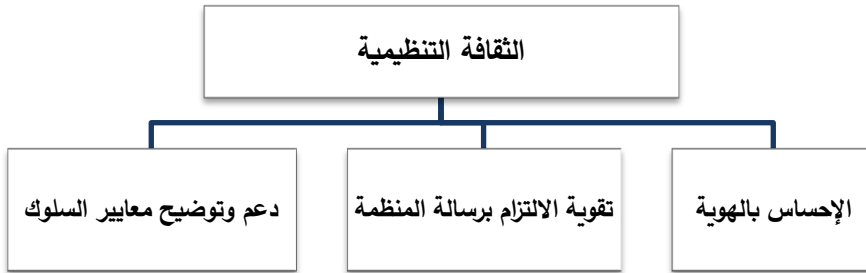 الثقافة التنظيمية
الإحساس بالهوية
تقوية الالتزام برسالة المنظمة
دعم وتوضيح معايير السلوك